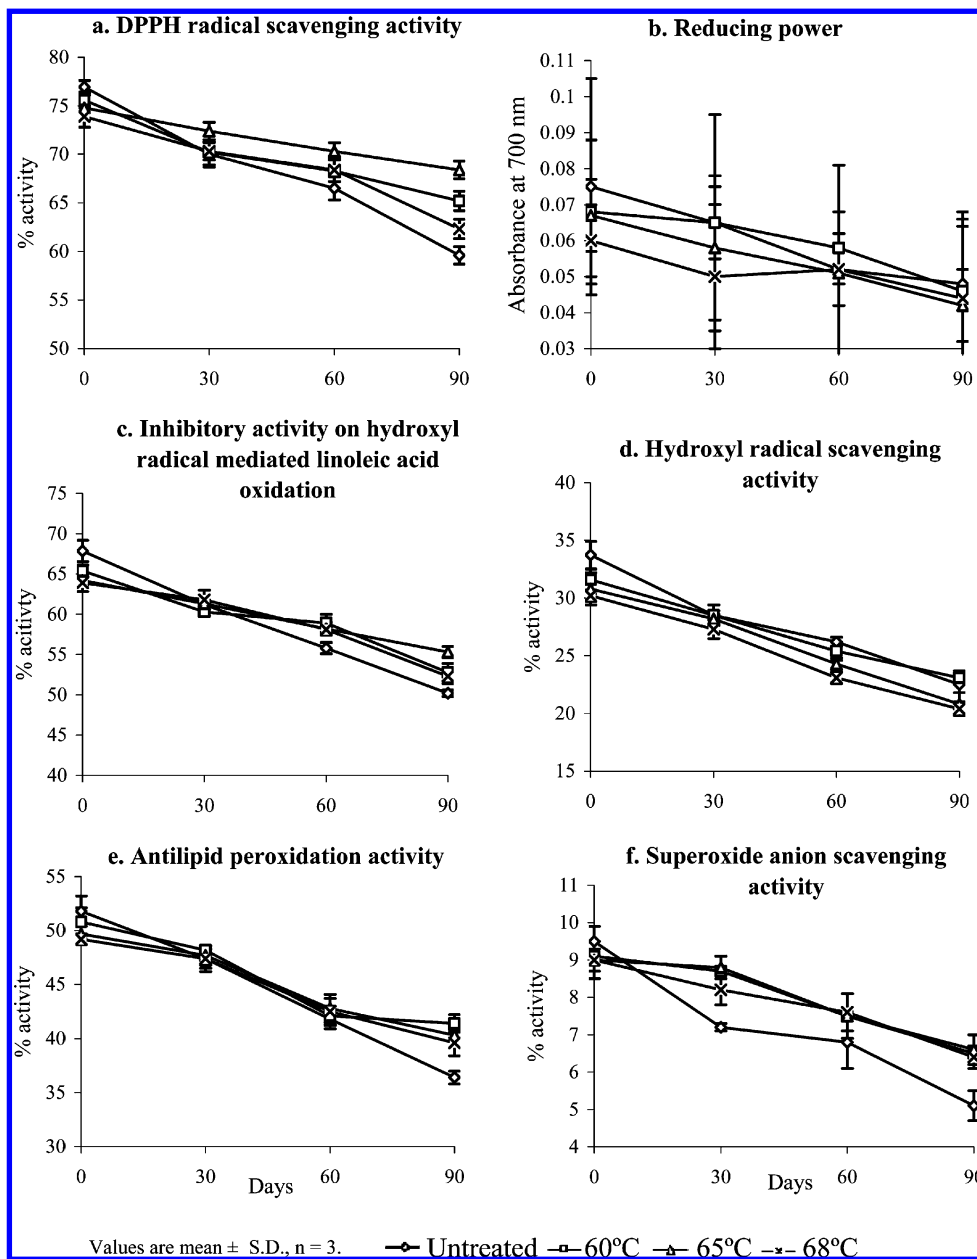 a. DPPH radical scavenging activity
80
75
70
65
60
55
50
% activity
0 30 60 90
b. Reducing power
0.11
0.1
0.09
0.08
0.07
0.06
0.05
0.04
0.03
Absorbance at 700 nm
0 30 60 90
c. Inhibitory activity on hydroxyl
radical mediated linoleic acid
oxidation
75
70
65
60
55
50
45
40
% acitivty
0 30 60 90
d. Hydroxyl radical scavenging
activity
40
35
30
25
20
15
% activity
0 30 60 90
e. Antilipid peroxidation activity
55
50
45
40
35
30
% activity
0 30 60 90
Days
f. Superoxide anion scavenging
activity
11
10
9
8
7
6
5
4
% activity
0 30 60 90
Days
Values are mean ± S.D., n = 3.
Untreated 60ºC 65ºC 68ºC